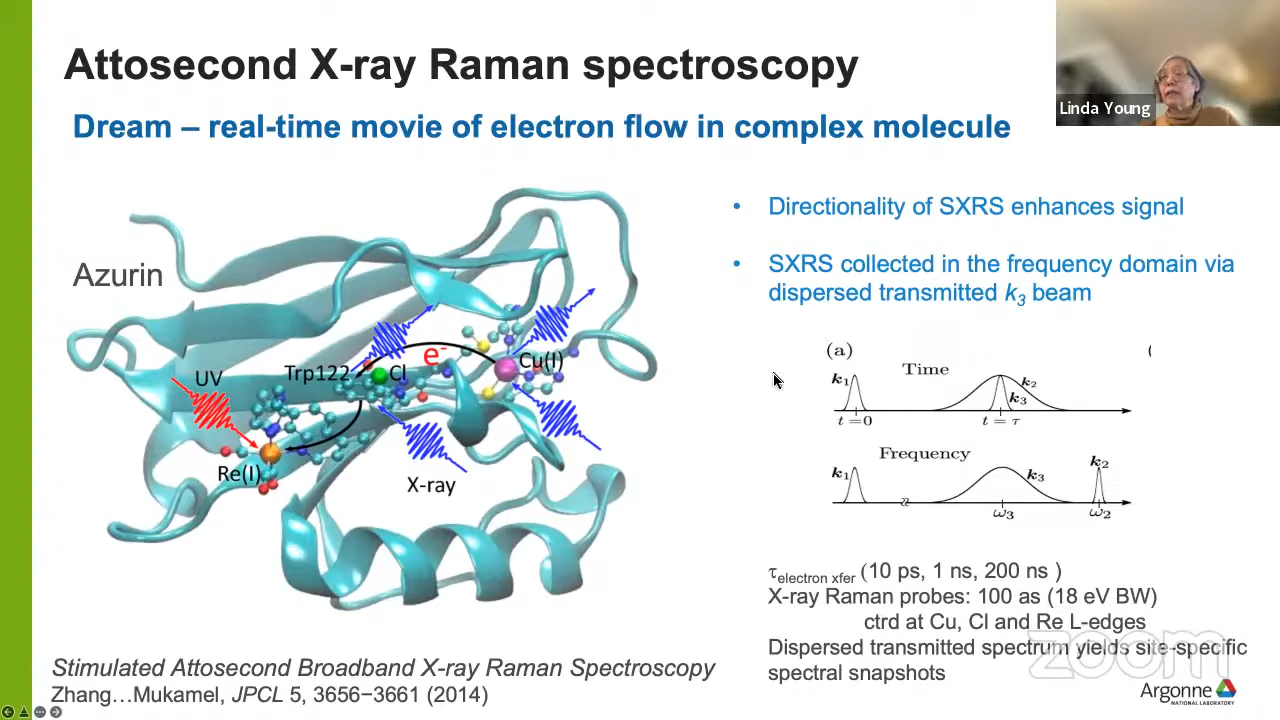 Attosecond X-ray Raman spectroscopy
Linda Young
Dream – real-time movie of electron flow in complex molecule
Azurin
UV
Trp122
Cl
e-
Cu(I)
Re(I)
X-ray
• Directionality of SXRS enhances signal
• SXRS collected in the frequency domain via
dispersed transmitted k3 beam
(a)
(
Time
k1
k2
k3
t =0
t = τ
Frequency
k1
k3
k2
ω3
ω2
τelectron xfer (10 ps, 1 ns, 200 ns )
X-ray Raman probes: 100 as (18 eV BW)
ctrd at Cu, Cl and Re L-edges
Dispersed transmitted spectrum yields site-specific
spectral snapshots
zoom
Stimulated Attosecond Broadband X-ray Raman Spectroscopy
Zhang…Mukamel, JPCL 5, 3656−3661 (2014)
Argonne
NATIONAL LABORATORY